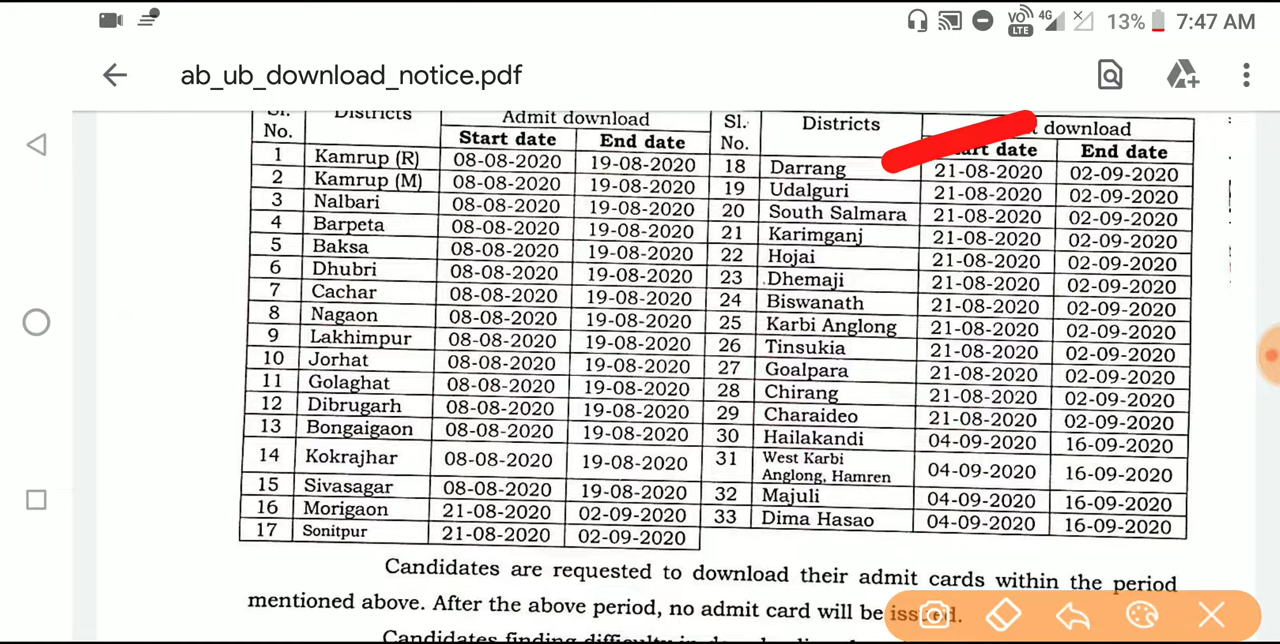 VO LTE 4G 13% 7:47 AM
ab_ub_download_notice.pdf
Sl. No. Districts Admit download Sl. No. Districts download
Start date End date date End date
1 Kamrup (R) 08-08-2020 19-08-2020 18 Darrang 21-08-2020 02-09-2020
2 Kamrup (M) 08-08-2020 19-08-2020 19 Udalguri 21-08-2020 02-09-2020
3 Nalbari 08-08-2020 19-08-2020 20 South Salmara 21-08-2020 02-09-2020
4 Barpeta 08-08-2020 19-08-2020 21 Karimganj 21-08-2020 02-09-2020
5 Baksa 08-08-2020 19-08-2020 22 Hojai 21-08-2020 02-09-2020
6 Dhubri 08-08-2020 19-08-2020 23 Dhemaji 21-08-2020 02-09-2020
7 Cachar 08-08-2020 19-08-2020 24 Biswanath 21-08-2020 02-09-2020
8 Nagaon 08-08-2020 19-08-2020 25 Karbi Anglong 21-08-2020 02-09-2020
9 Lakhimpur 08-08-2020 19-08-2020 26 Tinsukia 21-08-2020 02-09-2020
10 Jorhat 08-08-2020 19-08-2020 27 Goalpara 21-08-2020 02-09-2020
11 Golaghat 08-08-2020 19-08-2020 28 Chirang 21-08-2020 02-09-2020
12 Dibrugarh 08-08-2020 19-08-2020 29 Charaideo 21-08-2020 02-09-2020
13 Bongaigaon 08-08-2020 19-08-2020 30 Hailakandi 04-09-2020 16-09-2020
14 Kokrajhar 08-08-2020 19-08-2020 31 West Karbi Anglong, Hamren 04-09-2020 16-09-2020
15 Sivasagar 08-08-2020 19-08-2020 32 Majuli 04-09-2020 16-09-2020
16 Morigaon 21-08-2020 02-09-2020 33 Dima Hasao 04-09-2020 16-09-2020
17 Sonitpur 21-08-2020 02-09-2020
Candidates are requested to download their admit cards within the period
mentioned above. After the above period, no admit card will be issued.
Candidates finding difficulty in